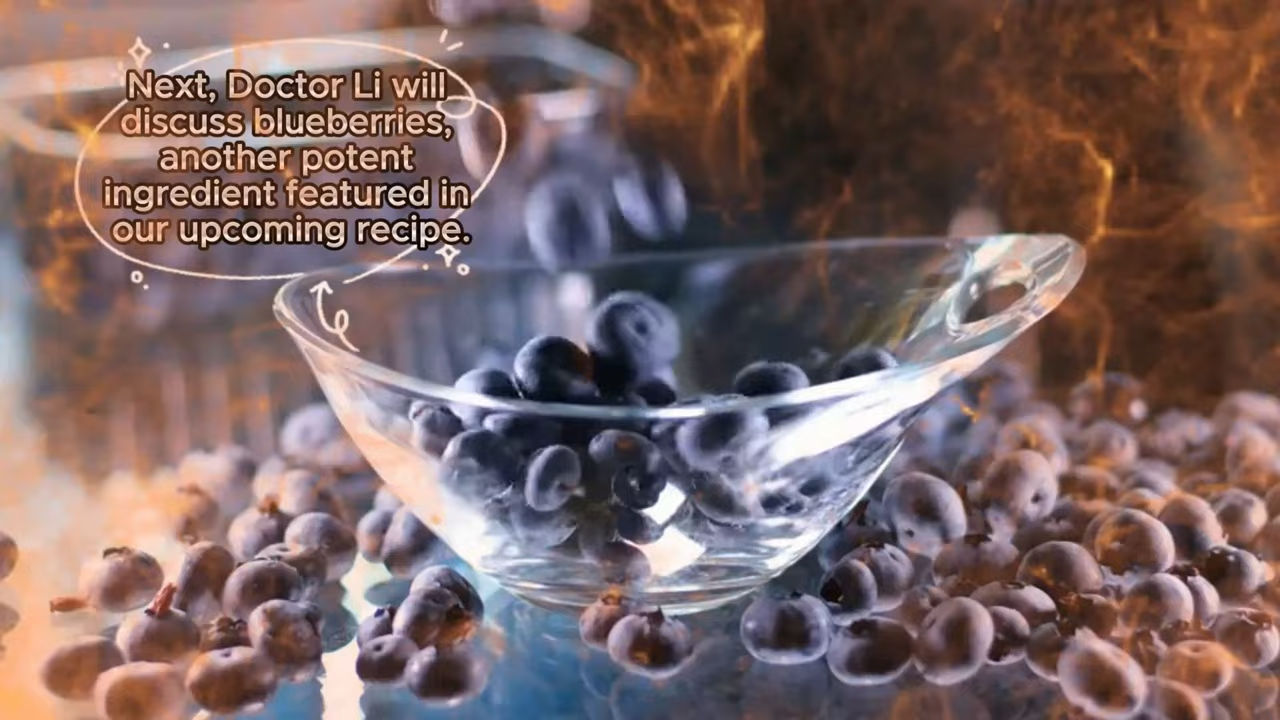 Next, Doctor Li will
discuss blueberries,
another potent
ingredient featured in
our upcoming recipe.